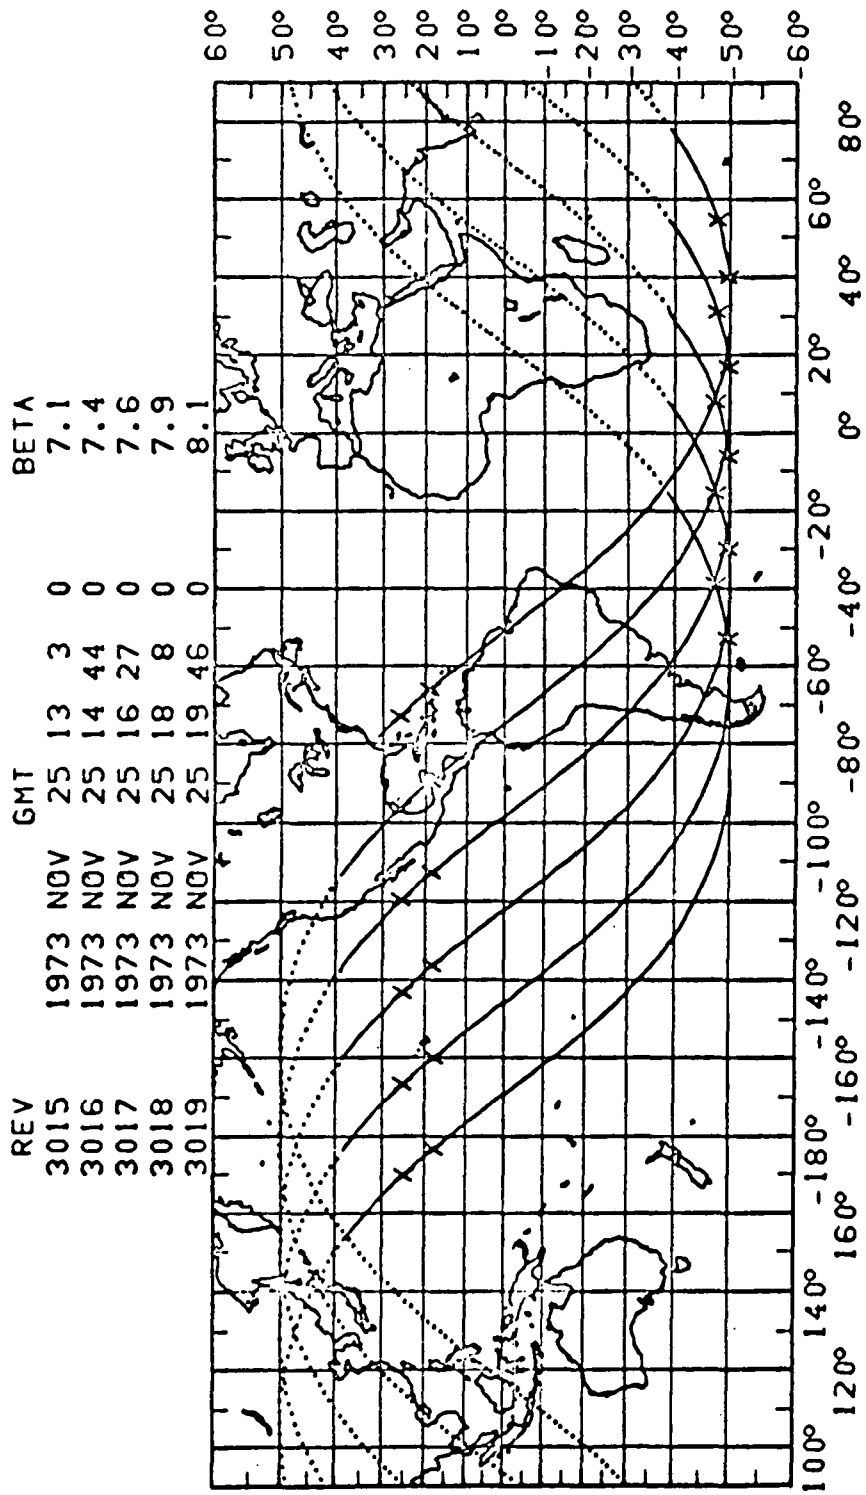 REV GMT BETA
3015 1973 NOV 25 13 3 0 7.1
3016 1973 NOV 25 14 44 0 7.4
3017 1973 NOV 25 16 27 0 7.6
3018 1973 NOV 25 18 8 0 7.9
3019 1973 NOV 25 19 46 0 8.1
60°
50°
40°
30°
20°
10°
0°
-10°
-20°
-30°
-40°
-50°
-60°
100° 120° 140° 160° -180° -160° -140° -120° -100° -80° -60° -40° -20° 0° 20° 40° 60° 80°